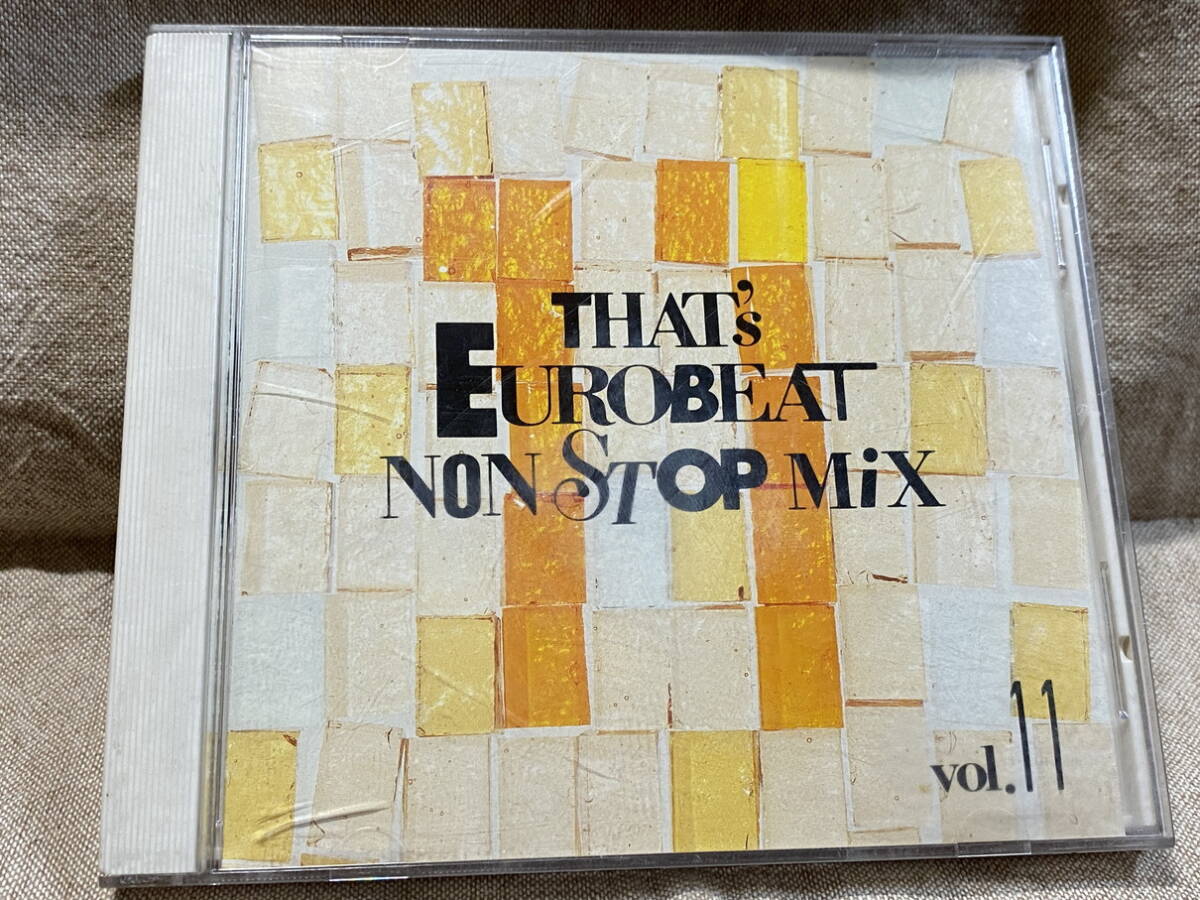 THAT's
EUROBEAT
NON STOP MiX
vol.11